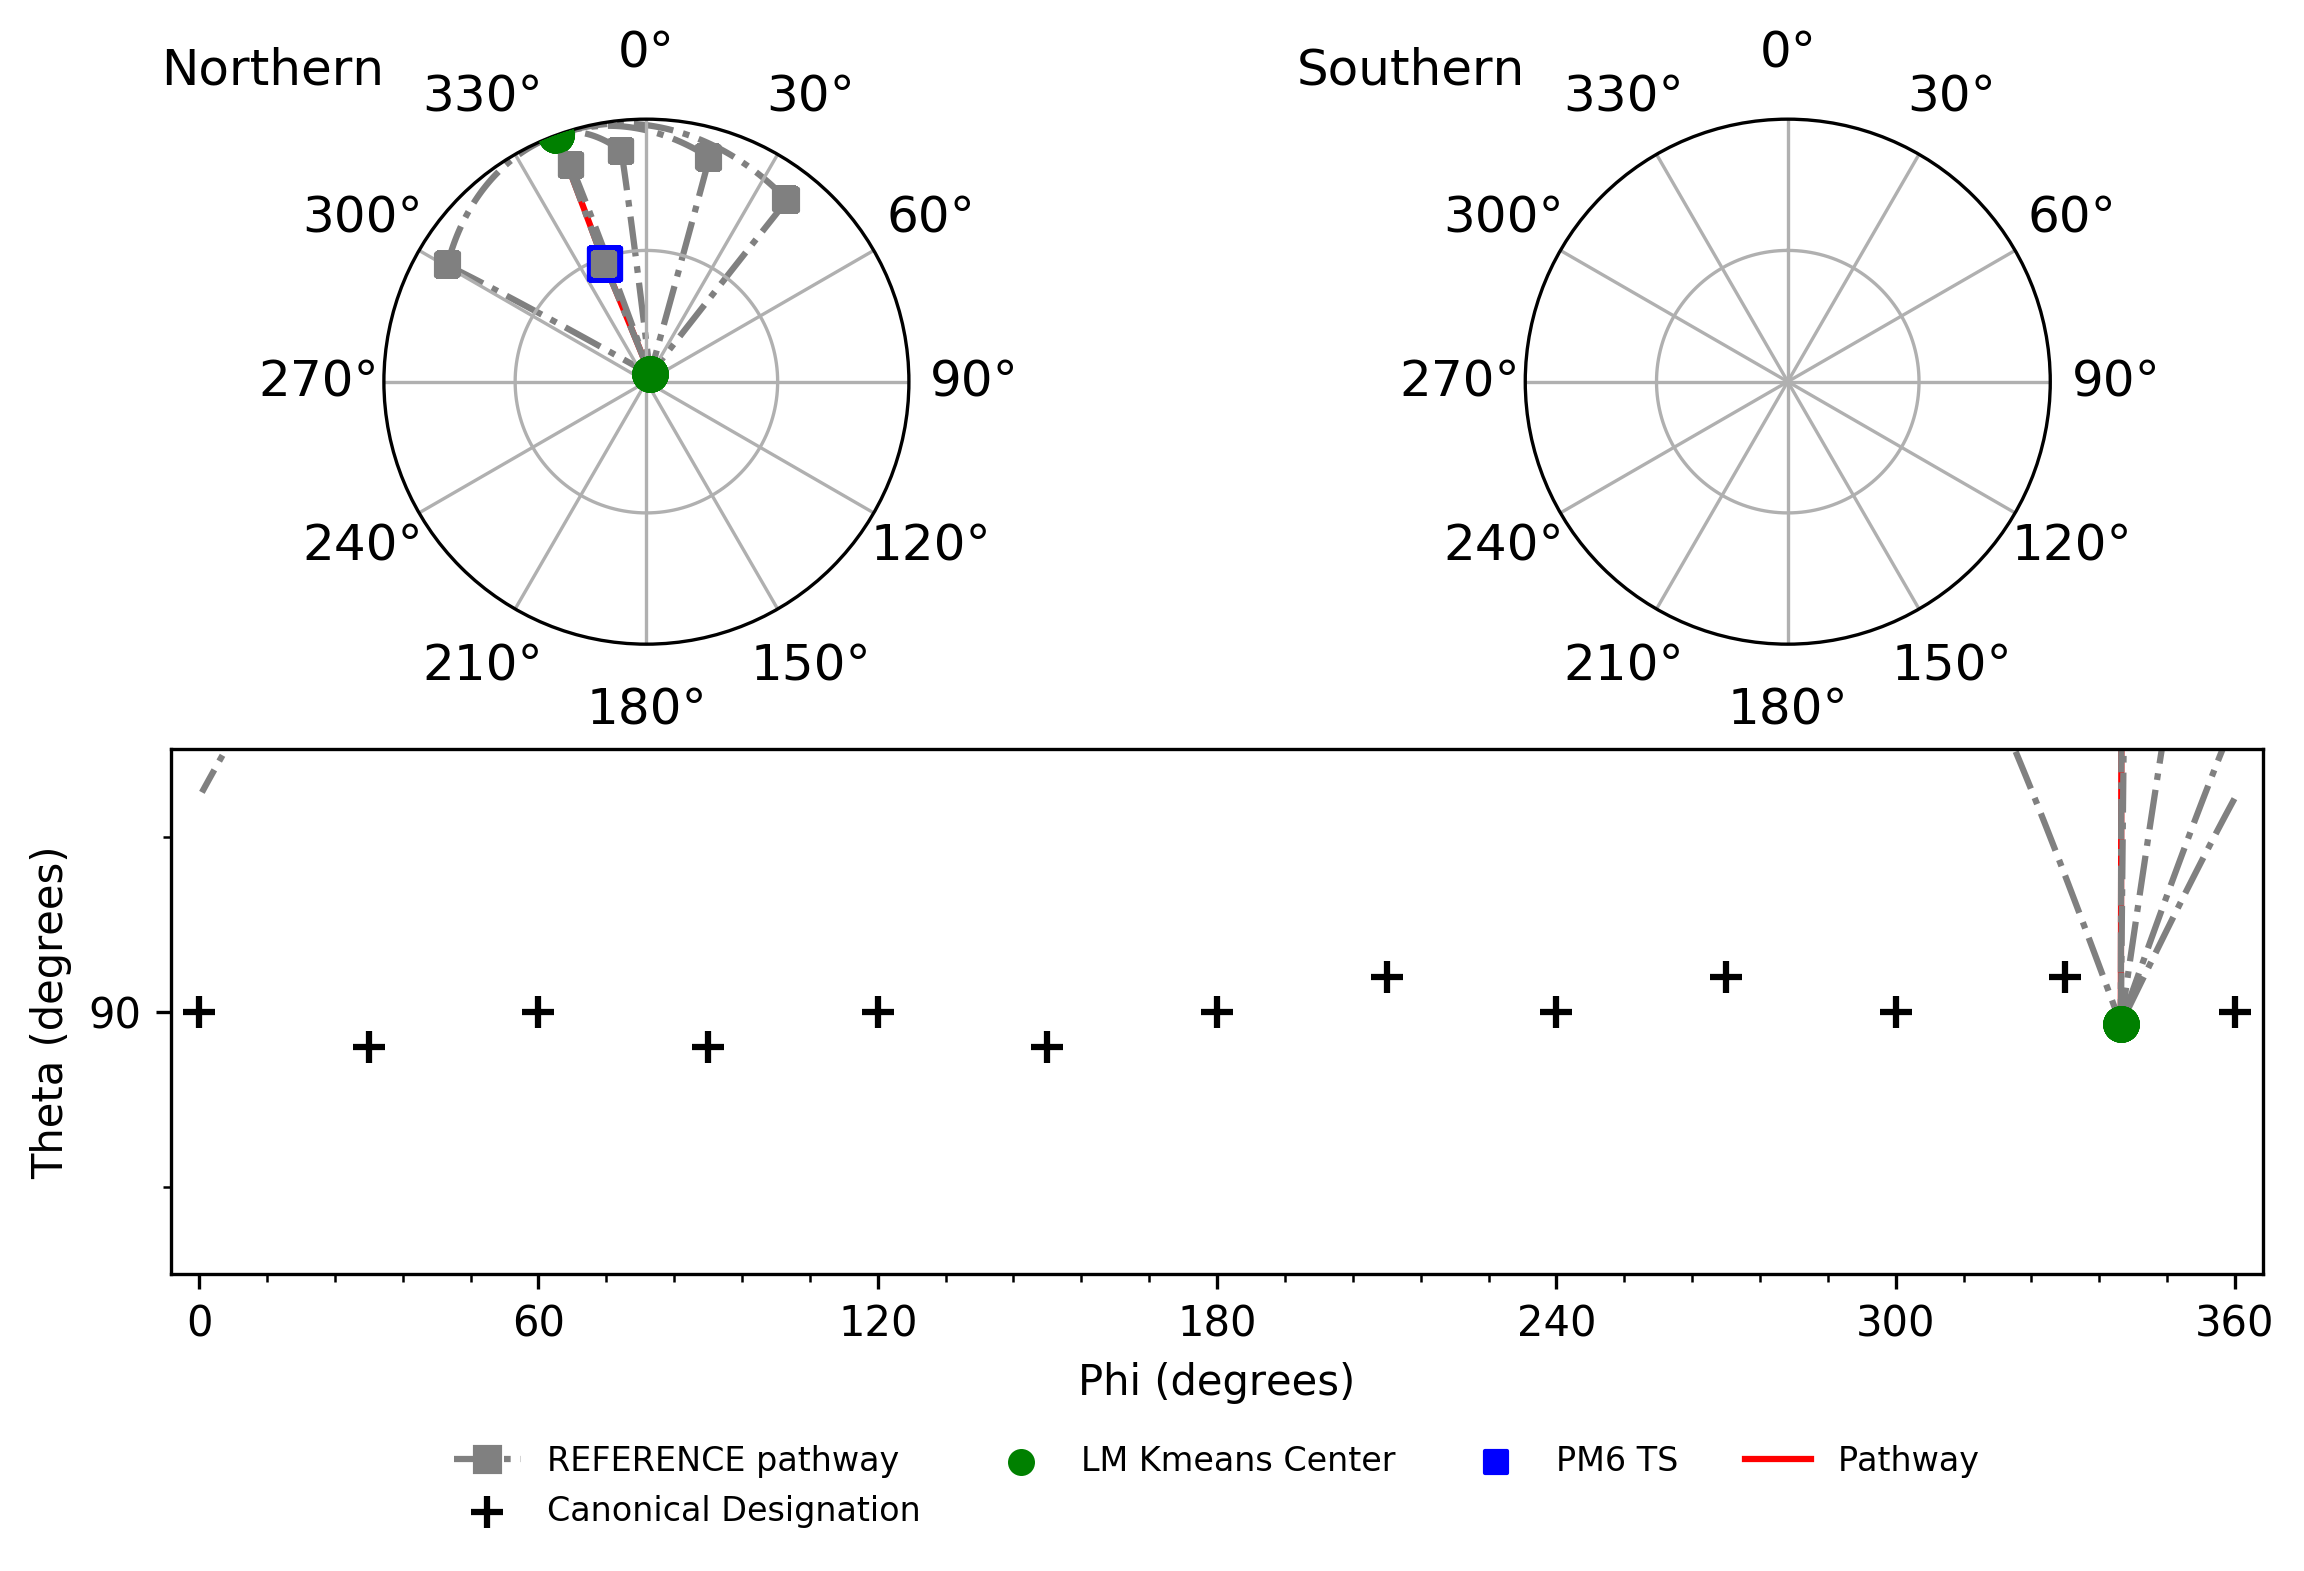 Northern
0°
30°
60°
90°
120°
150°
180°
210°
240°
270°
300°
330°
Southern
0°
30°
60°
90°
120°
150°
180°
210°
240°
270°
300°
330°
Theta (degrees)
90
0 60 120 180 240 300 360
Phi (degrees)
REFERENCE pathway
Canonical Designation
LM Kmeans Center
PM6 TS
Pathway